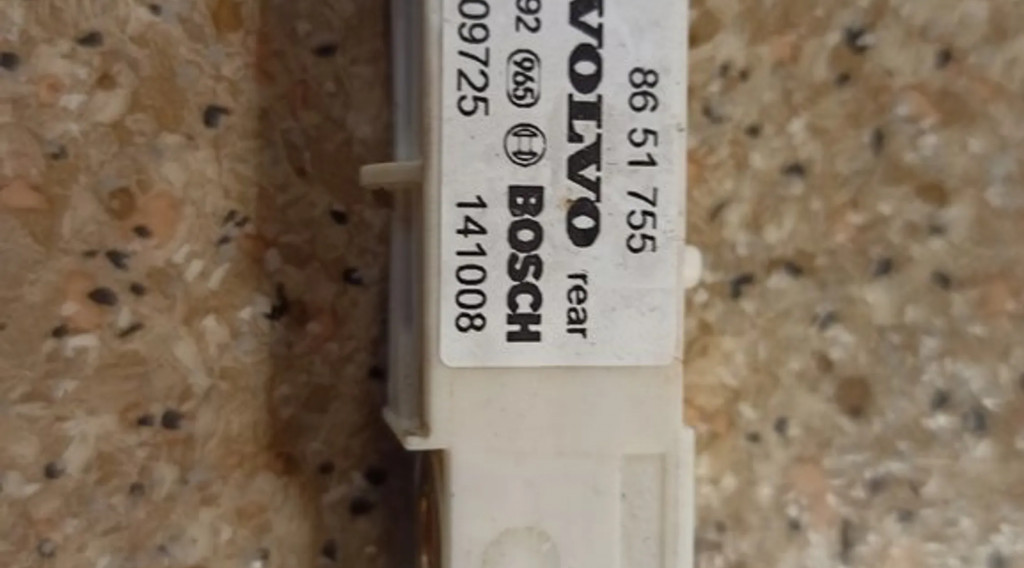 86 51 755
VOLVO rear
92 965 BOSCH
09725 141008